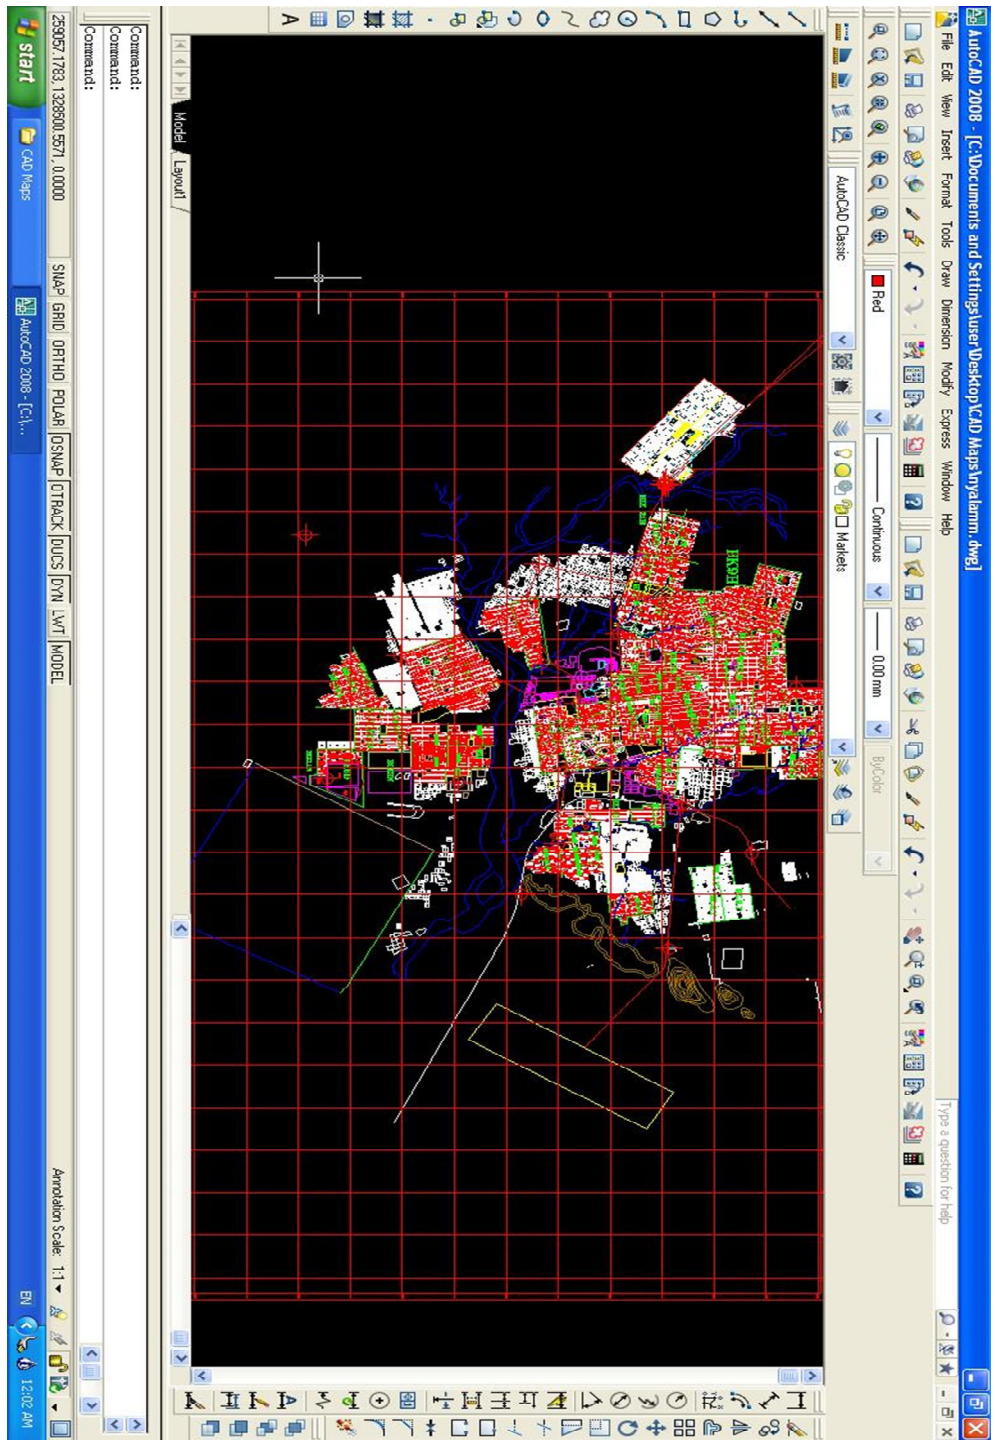 AutoCAD 2008 - [C:\Documents and Settings\user\Desktop\CAD Maps\nyalamm.dwg]
File Edit View Insert Format Tools Draw Dimension Modify Express Window Help
Type a question for help
Red
Continuous
0.00 mm
ByColor
AutoCAD Classic
Markets
A
Model Layout1
Command:
Command:
Command:
259057.1783, 1328500.5571, 0.0000
SNAP GRID ORTHO POLAR OSNAP OTRACK DUCS DYN LWT MODEL
Annotation Scale: 1:1
start
CAD Maps
AutoCAD 2008 - [C:\...
EN
12:02 AM